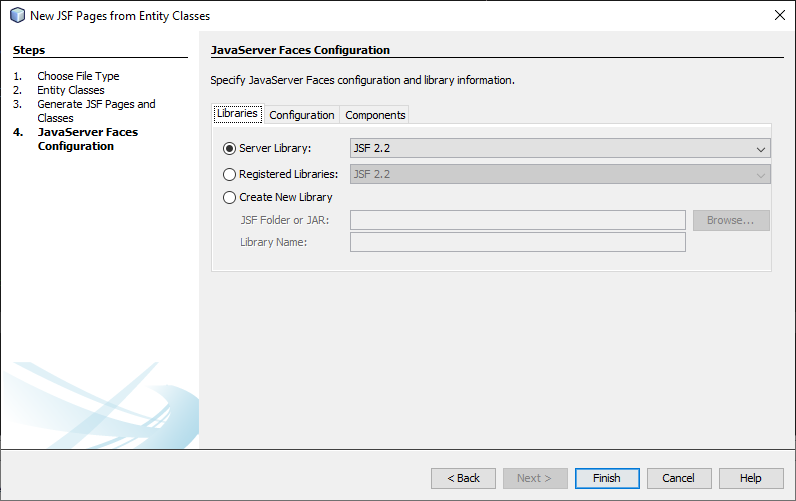 New JSF Pages from Entity Classes
Steps
1. Choose File Type
2. Entity Classes
3. Generate JSF Pages and
Classes
4. JavaServer Faces
Configuration
JavaServer Faces Configuration
Specify JavaServer Faces configuration and library information.
Libraries Configuration Components
Server Library: JSF 2.2
Registered Libraries: JSF 2.2
Create New Library
JSF Folder or JAR: Browse...
Library Name:
< Back Next > Finish Cancel Help